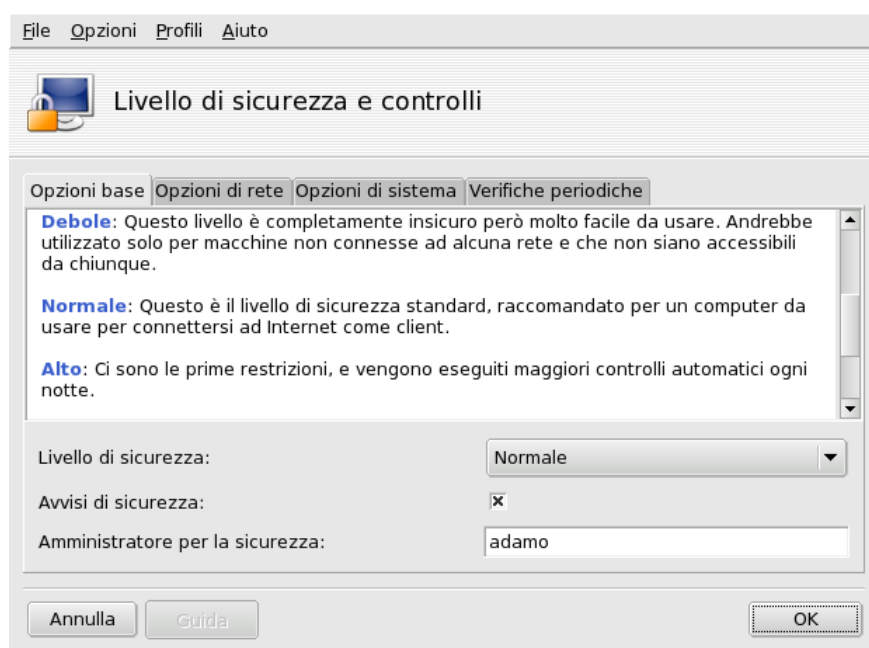 File Opzioni Profili Aiuto
Livello di sicurezza e controlli
Opzioni base Opzioni di rete Opzioni di sistema Verifiche periodiche
Debole: Questo livello è completamente insicuro però molto facile da usare. Andrebbe
utilizzato solo per macchine non connesse ad alcuna rete e che non siano accessibili
da chiunque.
Normale: Questo è il livello di sicurezza standard, raccomandato per un computer da
usare per connettersi ad Internet come client.
Alto: Ci sono le prime restrizioni, e vengono eseguiti maggiori controlli automatici ogni
notte.
Livello di sicurezza: Normale
Avvisi di sicurezza:
Amministratore per la sicurezza: adamo
Annulla Guida OK